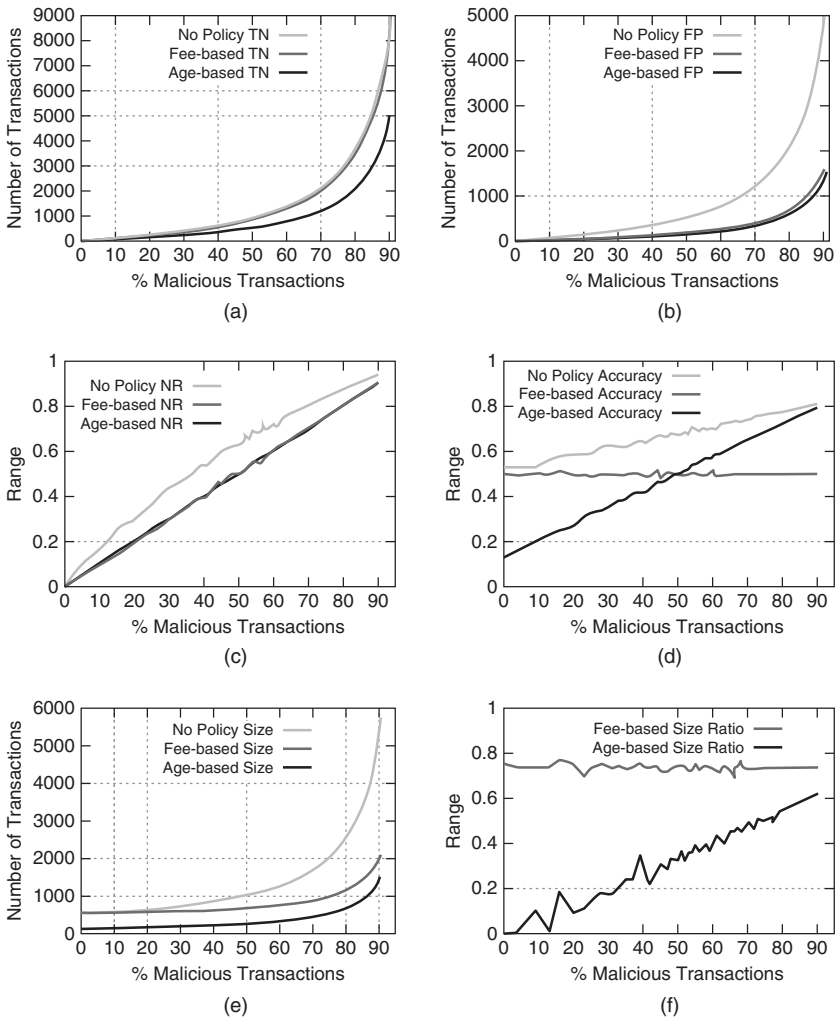 No Policy TN
Fee-based TN
Age-based TN
Number of Transactions
9000
8000
7000
6000
5000
4000
3000
2000
1000
0
0 10 20 30 40 50 60 70 80 90
% Malicious Transactions
(a)
No Policy FP
Fee-based FP
Age-based FP
Number of Transactions
5000
4000
3000
2000
1000
0
0 10 20 30 40 50 60 70 80 90
% Malicious Transactions
(b)
No Policy NR
Fee-based NR
Age-based NR
Range
1
0.8
0.6
0.4
0.2
0
0 10 20 30 40 50 60 70 80 90
% Malicious Transactions
(c)
No Policy Accuracy
Fee-based Accuracy
Age-based Accuracy
Range
1
0.8
0.6
0.4
0.2
0
0 10 20 30 40 50 60 70 80 90
% Malicious Transactions
(d)
No Policy Size
Fee-based Size
Age-based Size
Number of Transactions
6000
5000
4000
3000
2000
1000
0
0 10 20 30 40 50 60 70 80 90
% Malicious Transactions
(e)
Fee-based Size Ratio
Age-based Size Ratio
Range
1
0.8
0.6
0.4
0.2
0
0 10 20 30 40 50 60 70 80 90
% Malicious Transactions
(f)